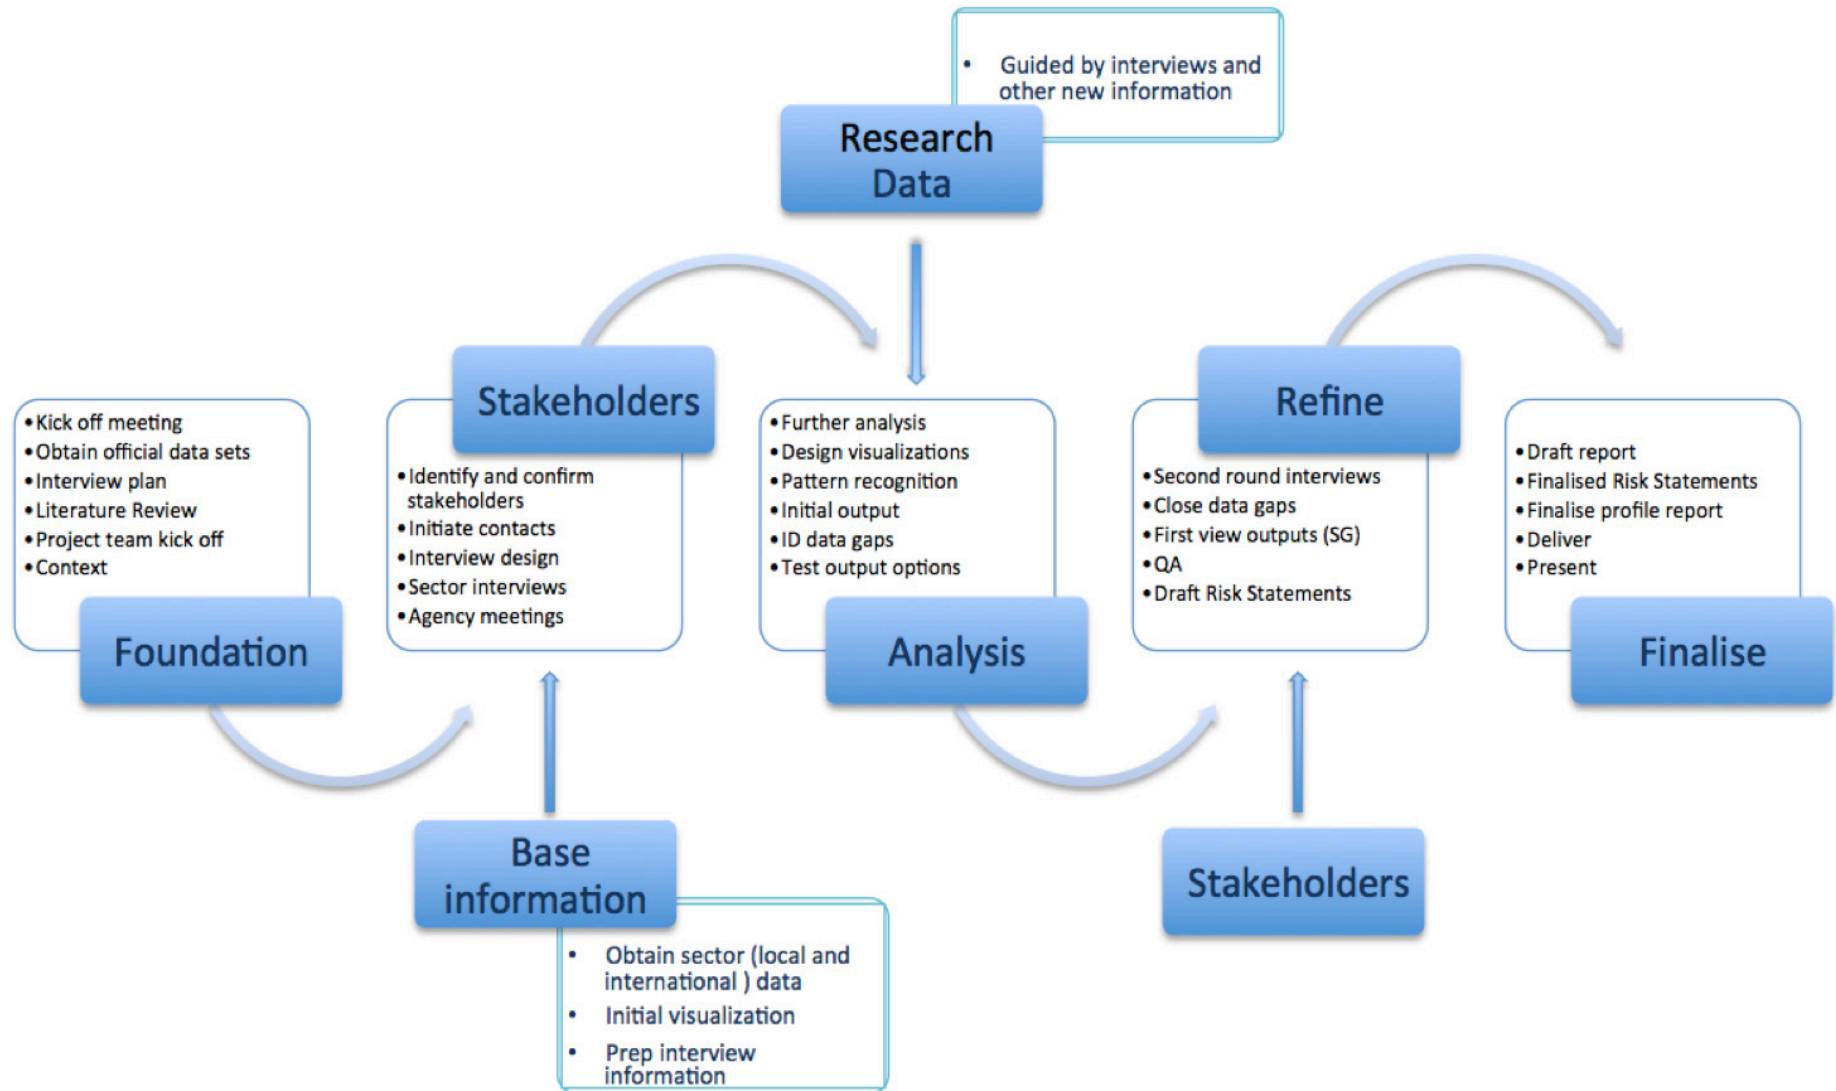 • Guided by interviews and
other new information
Research
Data
Stakeholders
Refine
• Kick off meeting
• Obtain official data sets
• Interview plan
• Literature Review
• Project team kick off
• Context
Foundation
• Identify and confirm
stakeholders
• Initiate contacts
• Interview design
• Sector interviews
• Agency meetings
• Further analysis
• Design visualizations
• Pattern recognition
• Initial output
• ID data gaps
• Test output options
Analysis
• Second round interviews
• Close data gaps
• First view outputs (SG)
• QA
• Draft Risk Statements
• Draft report
• Finalised Risk Statements
• Finalise profile report
• Deliver
• Present
Finalise
Base
information
• Obtain sector (local and
international ) data
• Initial visualization
• Prep interview
information
Stakeholders